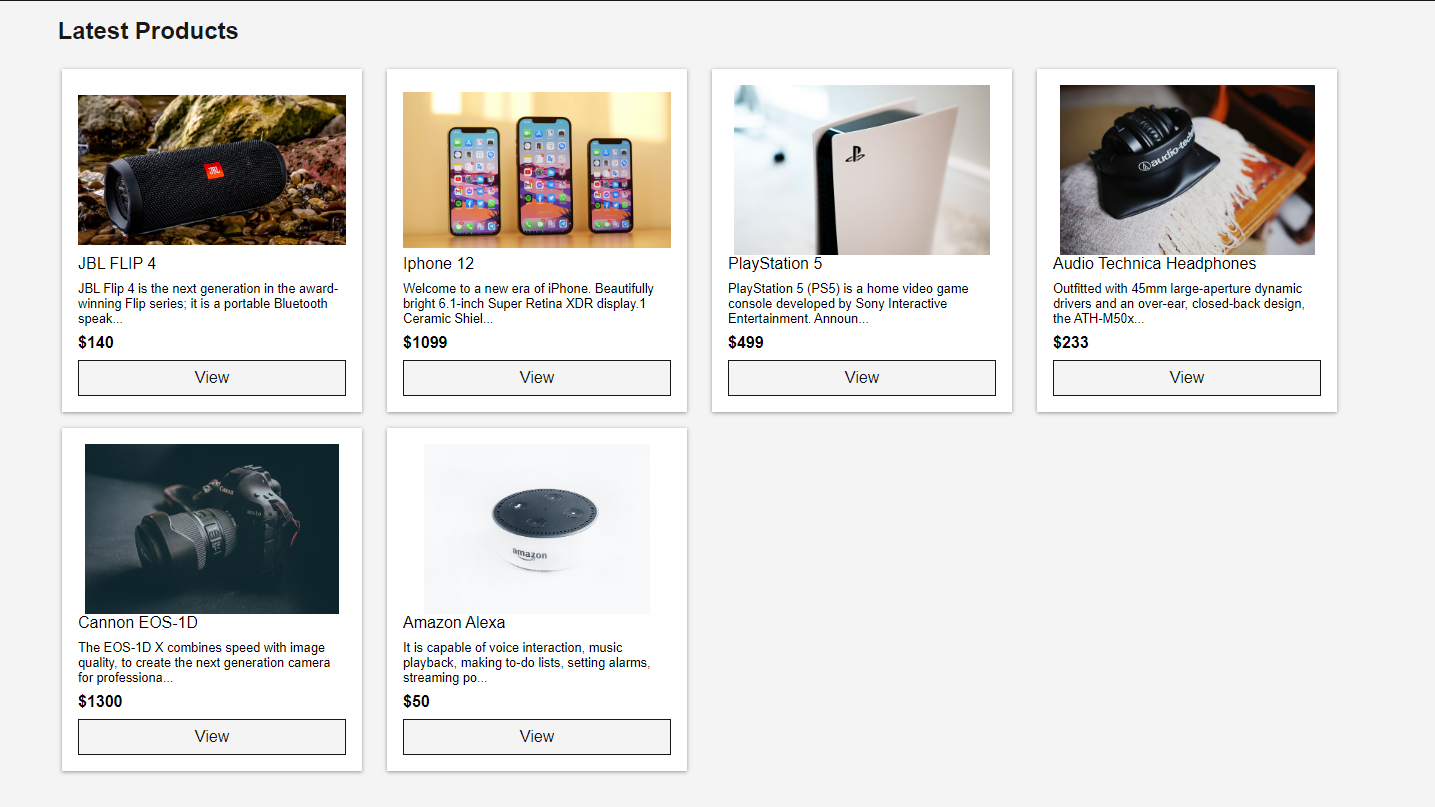 Latest Products
JBL
JBL FLIP 4
JBL Flip 4 is the next generation in the award-
winning Flip series; it is a portable Bluetooth
speak...
$140
View
Iphone 12
Welcome to a new era of iPhone. Beautifully
bright 6.1-inch Super Retina XDR display.1
Ceramic Shiel...
$1099
View
PlayStation 5
PlayStation 5 (PS5) is a home video game
console developed by Sony Interactive
Entertainment. Announ...
$499
View
audio-tech
Audio Technica Headphones
Outfitted with 45mm large-aperture dynamic
drivers and an over-ear, closed-back design,
the ATH-M50x...
$233
View
Canon
Cannon EOS-1D
The EOS-1D X combines speed with image
quality, to create the next generation camera
for professiona...
$1300
View
amazon
Amazon Alexa
It is capable of voice interaction, music
playback, making to-do lists, setting alarms,
streaming po...
$50
View